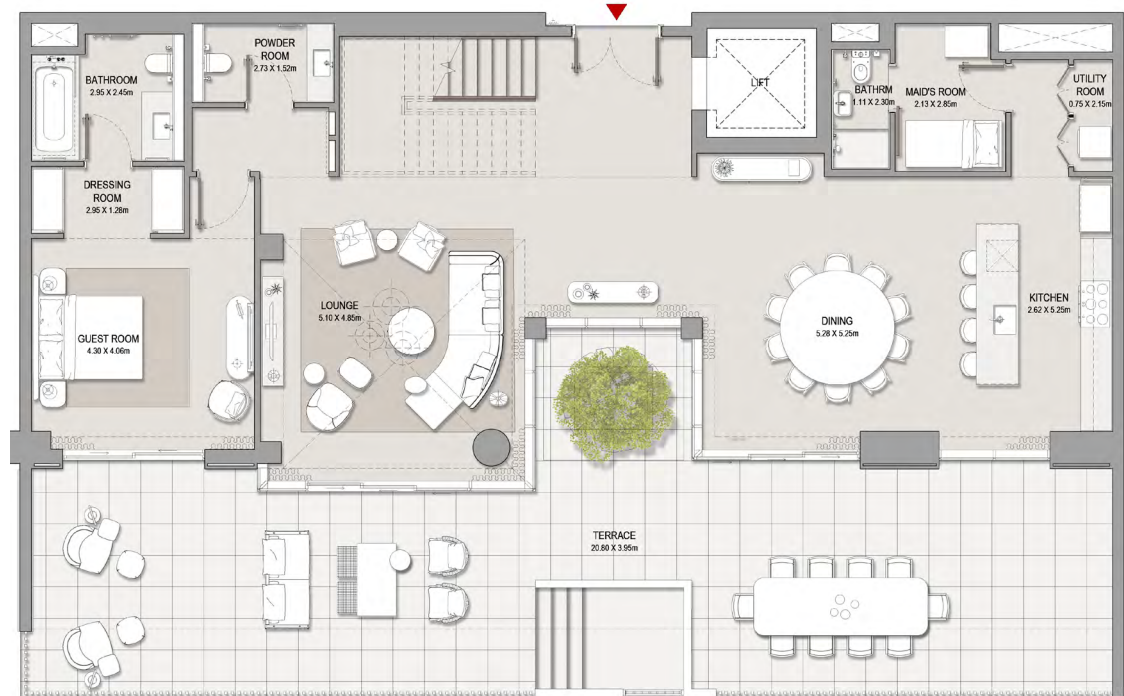 POWDER
ROOM
2.73 X 1.52m
BATHROOM
2.95 X 2.45m
LIFT
BATHRM
1.11 X 2.30m
MAID'S ROOM
2.13 X 2.85m
UTILITY
ROOM
0.75 X 2.15m
DRESSING
ROOM
2.95 X 1.28m
LOUNGE
5.10 X 4.85m
KITCHEN
2.62 X 5.25m
DINING
5.28 X 5.25m
GUEST ROOM
4.30 X 4.06m
TERRACE
20.80 X 3.95m